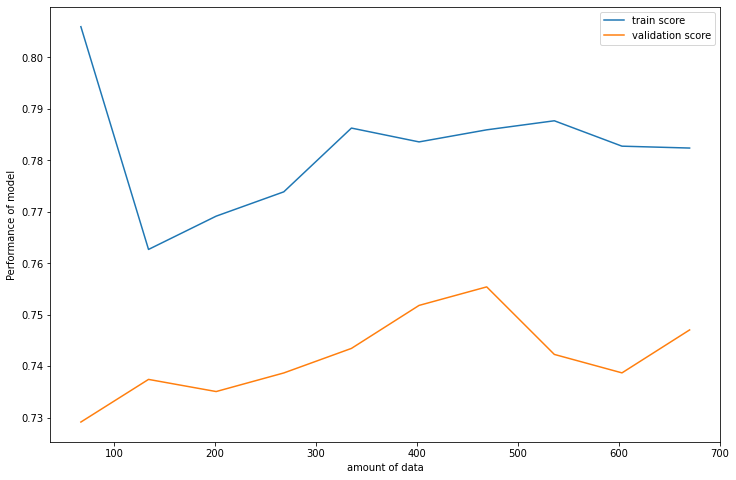 train score
validation score
0.80
0.79
0.78
0.77
0.76
0.75
0.74
0.73
Performance of model
100 200 300 400 500 600 700
amount of data